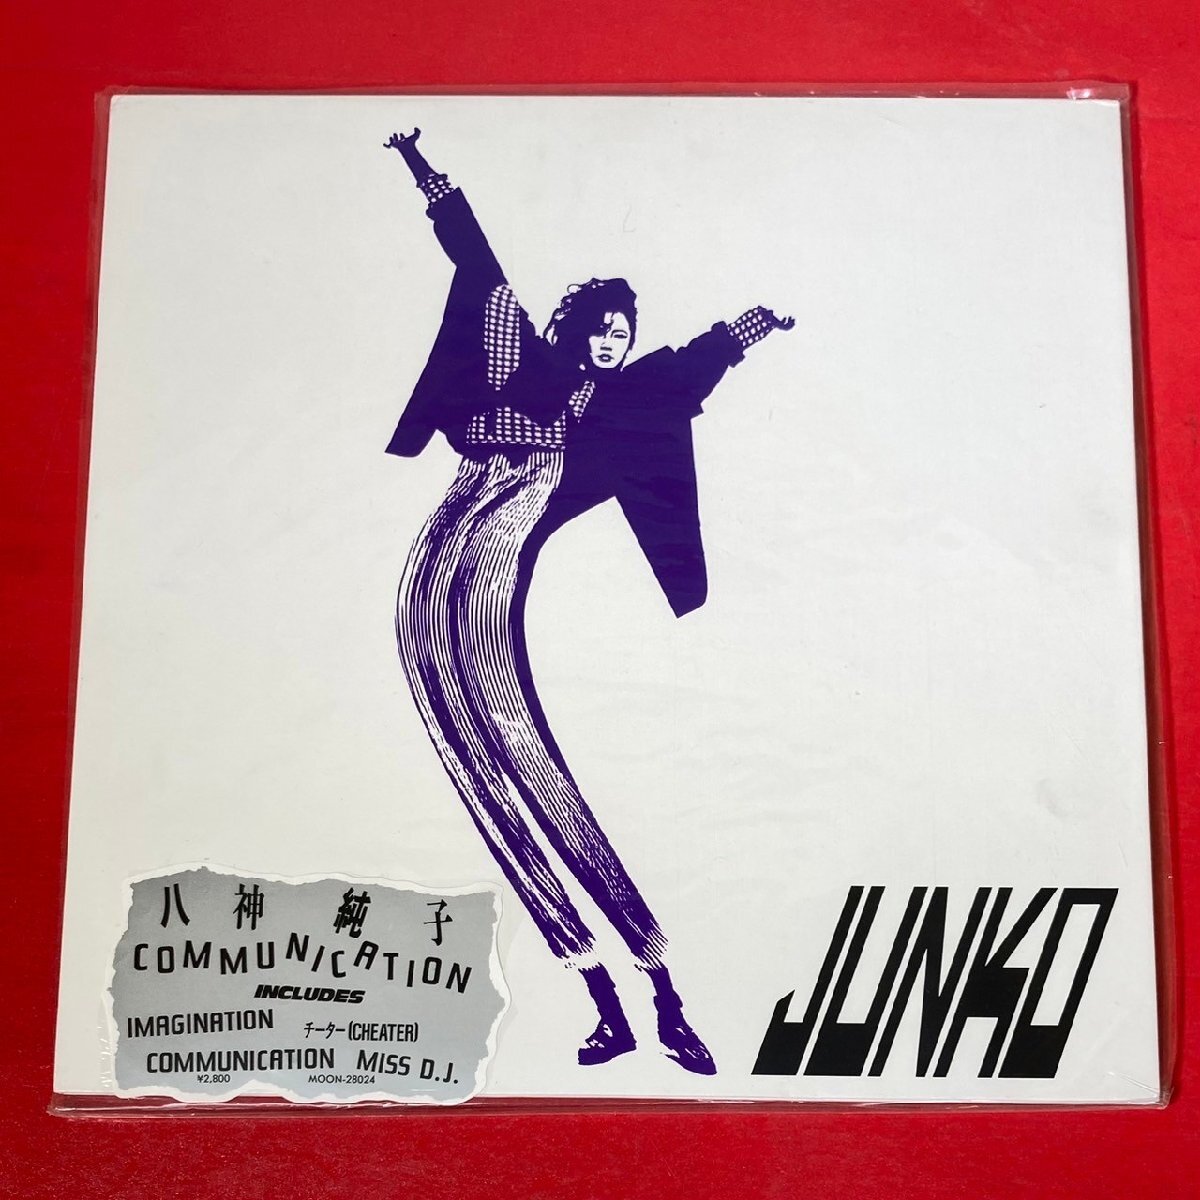 八神純子
COMMUNICATION
INCLUDES
IMAGINATION チーター(CHEATER)
COMMUNICATION MISS D.J.
¥2,800 MOON-28024
JUNKO